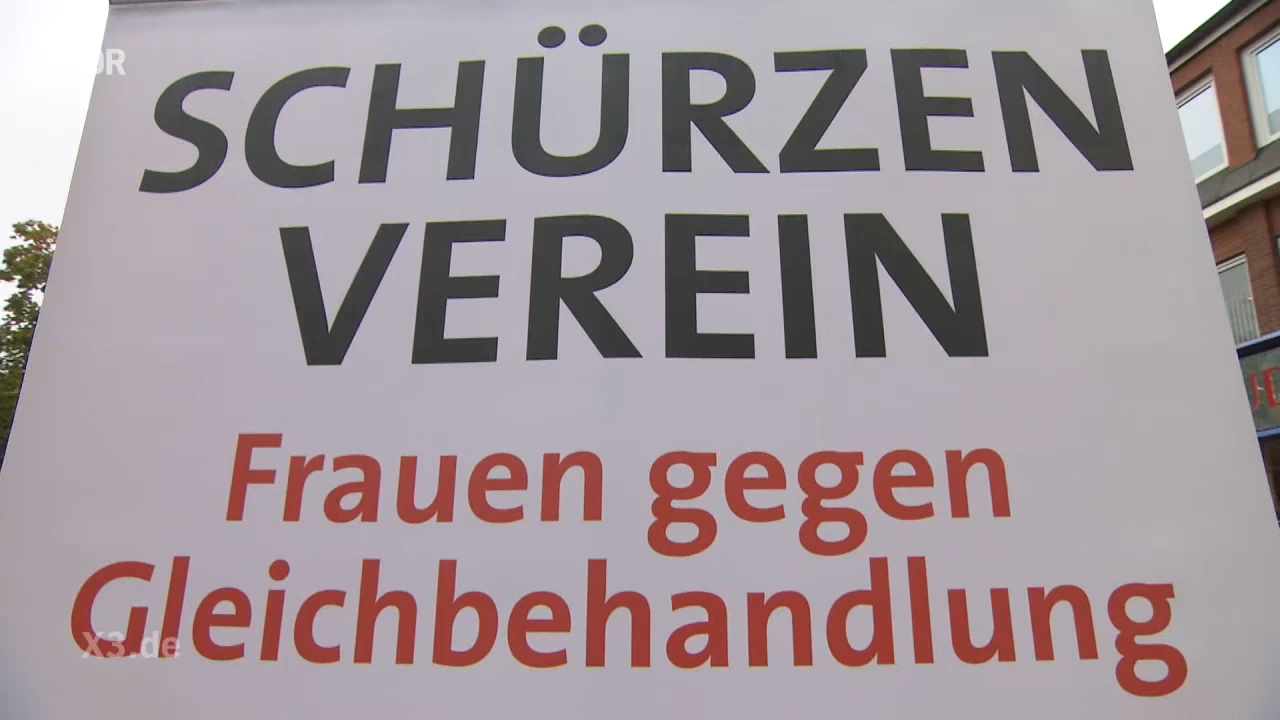 SCHÜRZEN
VEREIN
Frauen gegen
Gleichbehandlung
X3.de